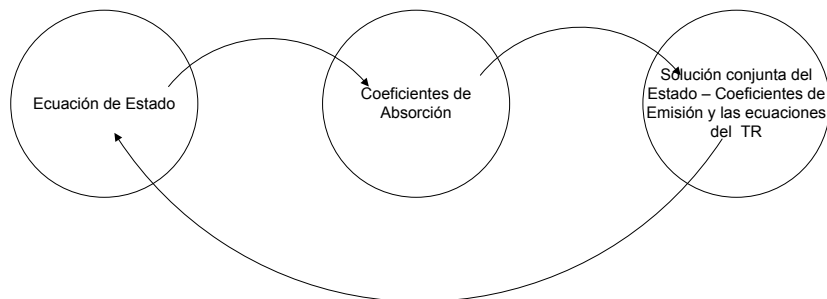 Ecuación de Estado
Coeficientes de
Absorción
Solución conjunta del
Estado – Coeficientes de
Emisión y las ecuaciones
del TR